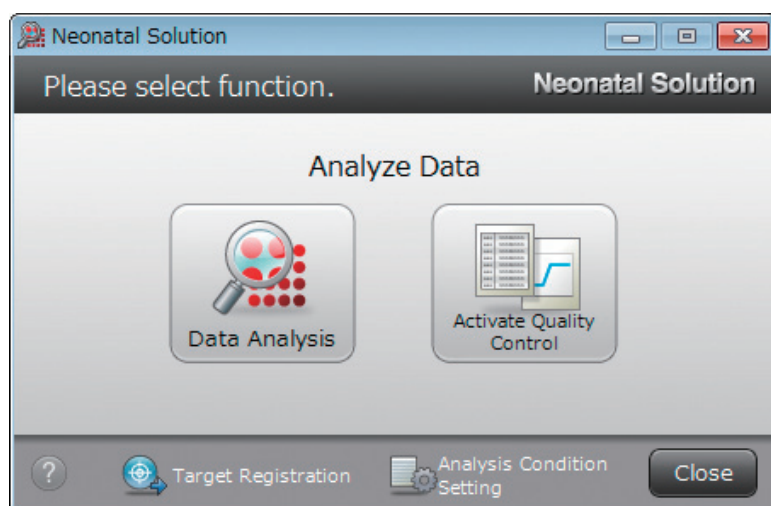 Neonatal Solution
Please select function.
Neonatal Solution
Analyze Data
Data Analysis
Activate Quality
Control
?
Target Registration
Analysis Condition
Setting
Close